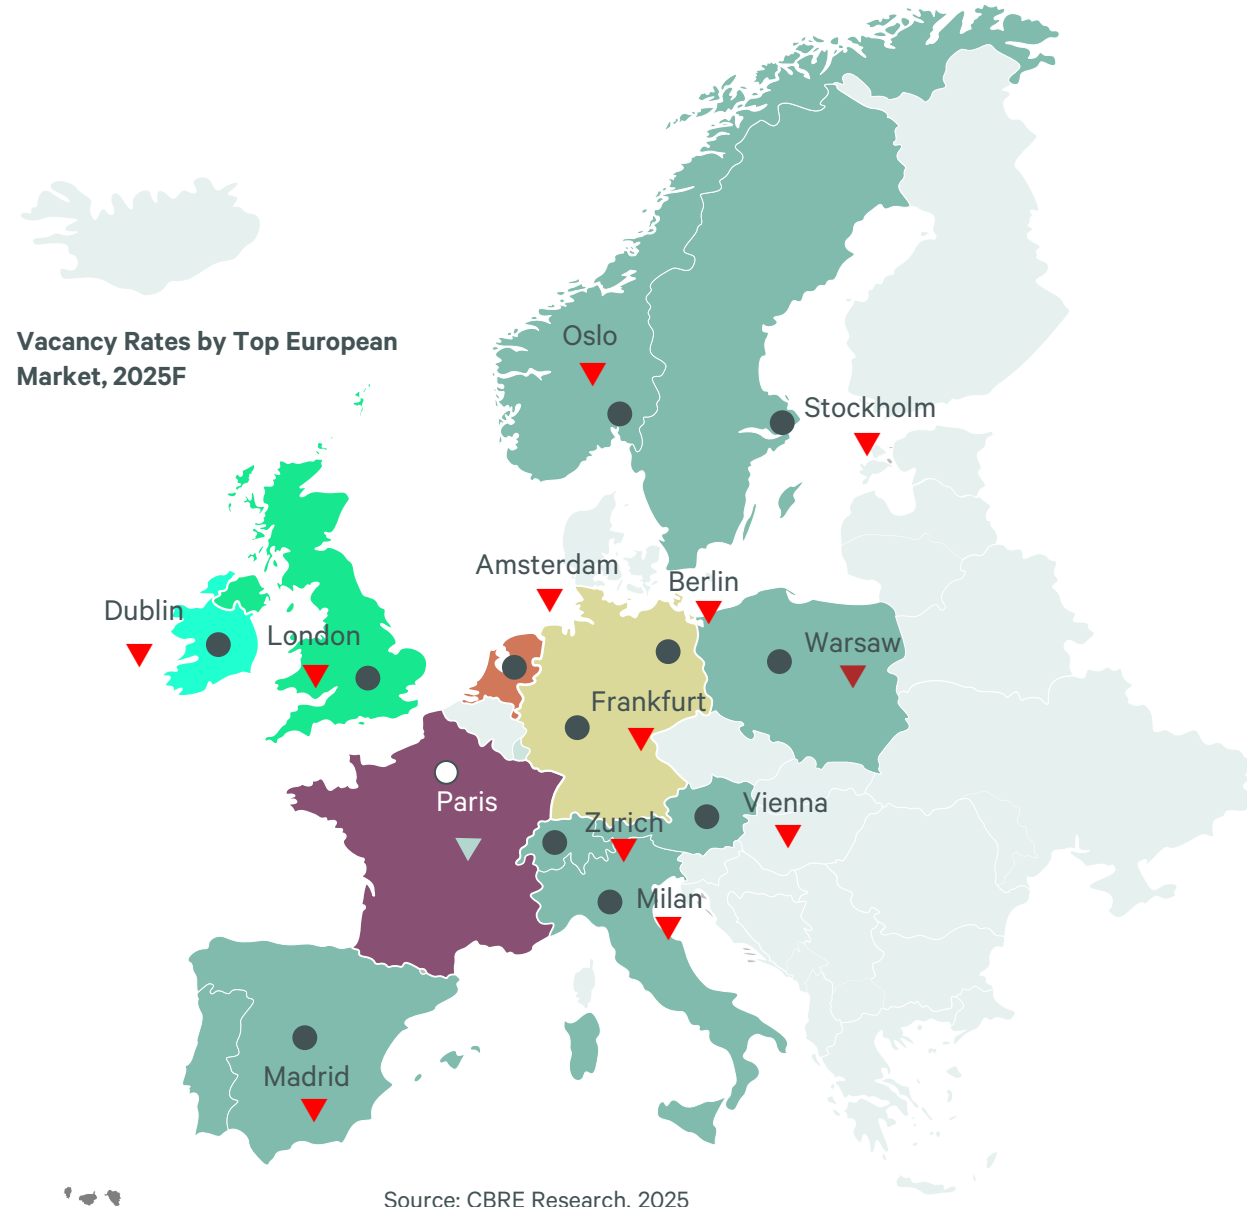 Vacancy Rates by Top European
Market, 2025F
Oslo
Stockholm
Amsterdam
Berlin
Dublin
London
Warsaw
Frankfurt
Paris
Vienna
Zurich
Milan
Madrid
Source: CBRE Research, 2025